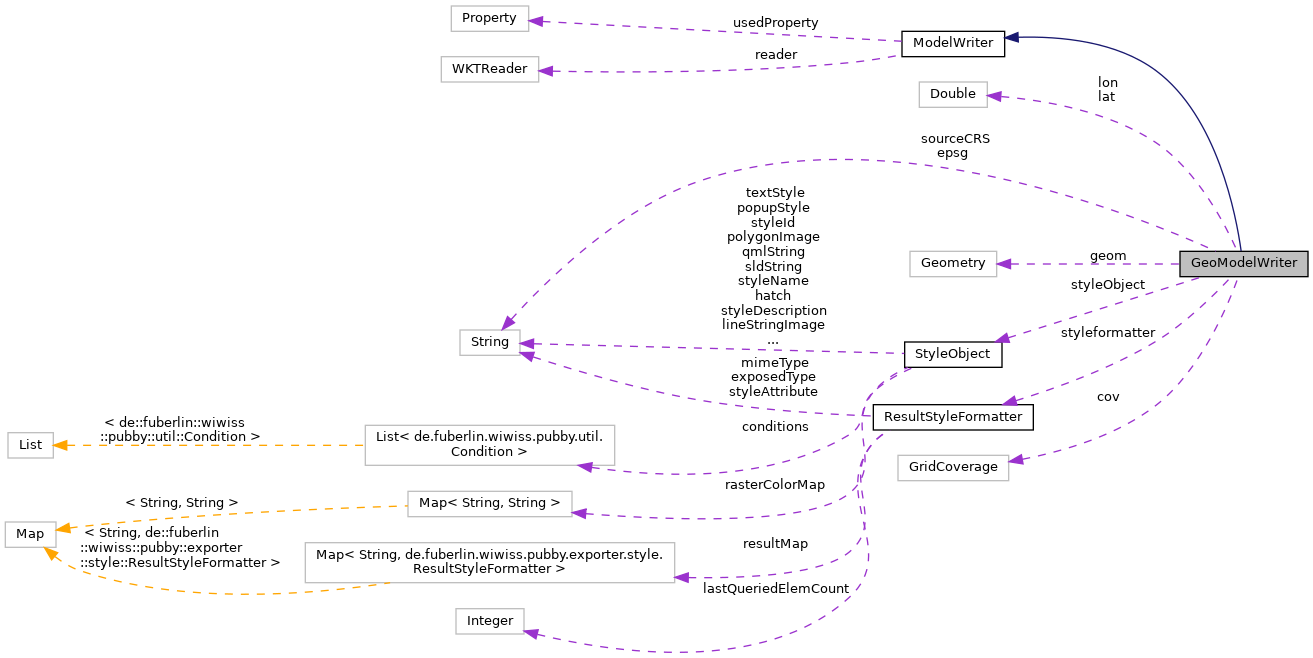 Property
usedProperty
ModelWriter
reader
WKTReader
Double
lon
lat
sourceCRS
epsg
textStyle
popupStyle
styleId
polygonImage
qmlString
sldString
styleName
hatch
styleDescription
lineStringImage
...
geom
Geometry
GeoModelWriter
styleObject
styleformatter
String
StyleObject
mimeType
exposedType
styleAttribute
cov
ResultStyleFormatter
conditions
< de::fuberlin::wiwiss
::pubby::util::Condition >
List
List< de.fuberlin.wiwiss.pubby.util.
Condition >
GridCoverage
rasterColorMap
< String, String >
Map< String, String >
Map
< String, de::fuberlin
::wiwiss::pubby::exporter
::style::ResultStyleFormatter >
resultMap
Map< String, de.fuberlin.wiwiss.pubby.exporter.style.
ResultStyleFormatter >
lastQueriedElemCount
Integer